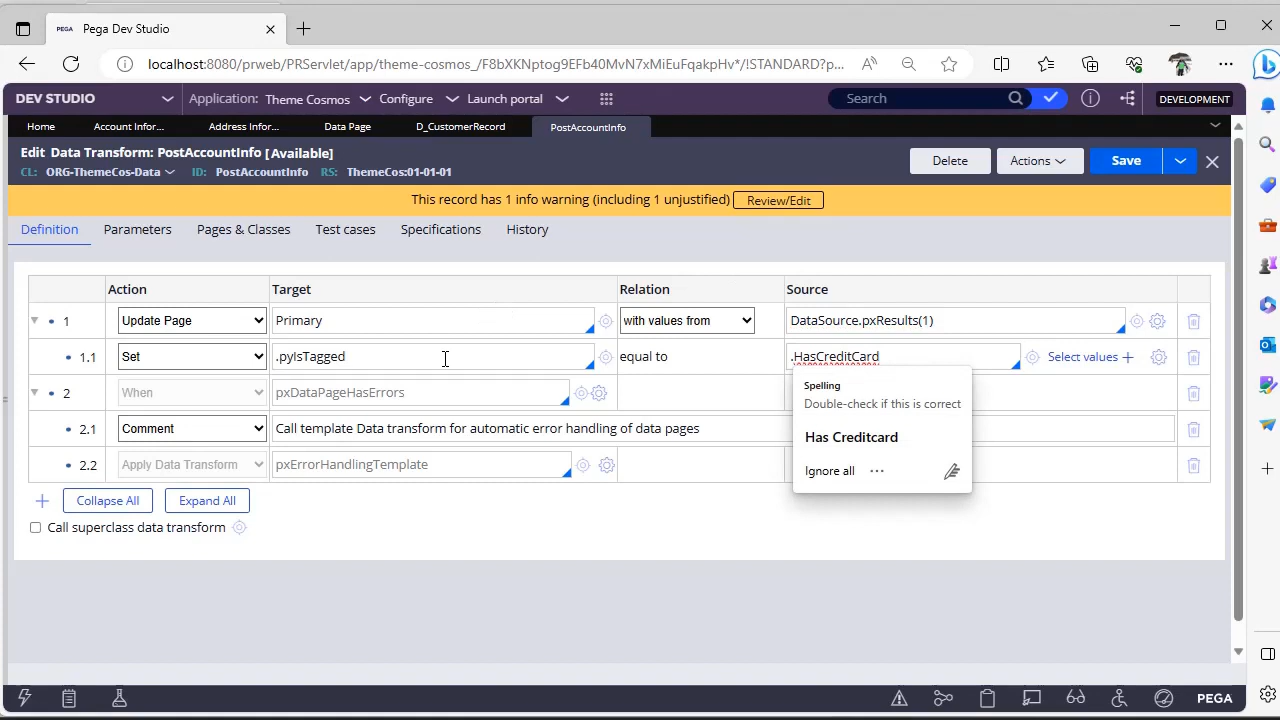 PEGA Pega Dev Studio
localhost:8080/prweb/PRServlet/app/theme-cosmos_/F8bXKNptog9EFb40MvN7xMiEuFqakpHv*/!STANDARD?p...
DEV STUDIO Application: Theme Cosmos Configure Launch portal Search DEVELOPMENT
Home Account Infor... Address Infor... Data Page D_CustomerRecord PostAccountInfo
Edit Data Transform: PostAccountInfo [Available]
CL: ORG-ThemeCos-Data ID: PostAccountInfo RS: ThemeCos:01-01-01
Delete Actions Save
This record has 1 info warning (including 1 unjustified) Review/Edit
Definition Parameters Pages & Classes Test cases Specifications History
Action Target Relation Source
1 Update Page Primary with values from DataSource.pxResults(1)
1.1 Set .pyIsTagged equal to .HasCreditCard Select values
2 When pxDataPageHasErrors
2.1 Comment Call template Data transform for automatic error handling of data pages
2.2 Apply Data Transform pxErrorHandlingTemplate
Spelling
Double-check if this is correct
Has Creditcard
Ignore all ...
Collapse All Expand All
Call superclass data transform
PEGA